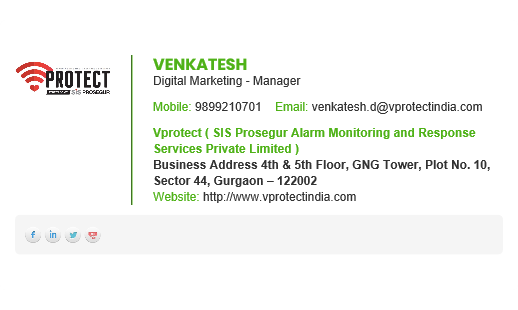 PROTECT
SIS PROSEGUR
VENKATESH
Digital Marketing - Manager
Mobile: 9899210701 Email: venkatesh.d@vprotectindia.com
Vprotect ( SIS Prosegur Alarm Monitoring and Response
Services Private Limited )
Business Address 4th & 5th Floor, GNG Tower, Plot No. 10,
Sector 44, Gurgaon – 122002
Website: http://www.vprotectindia.com